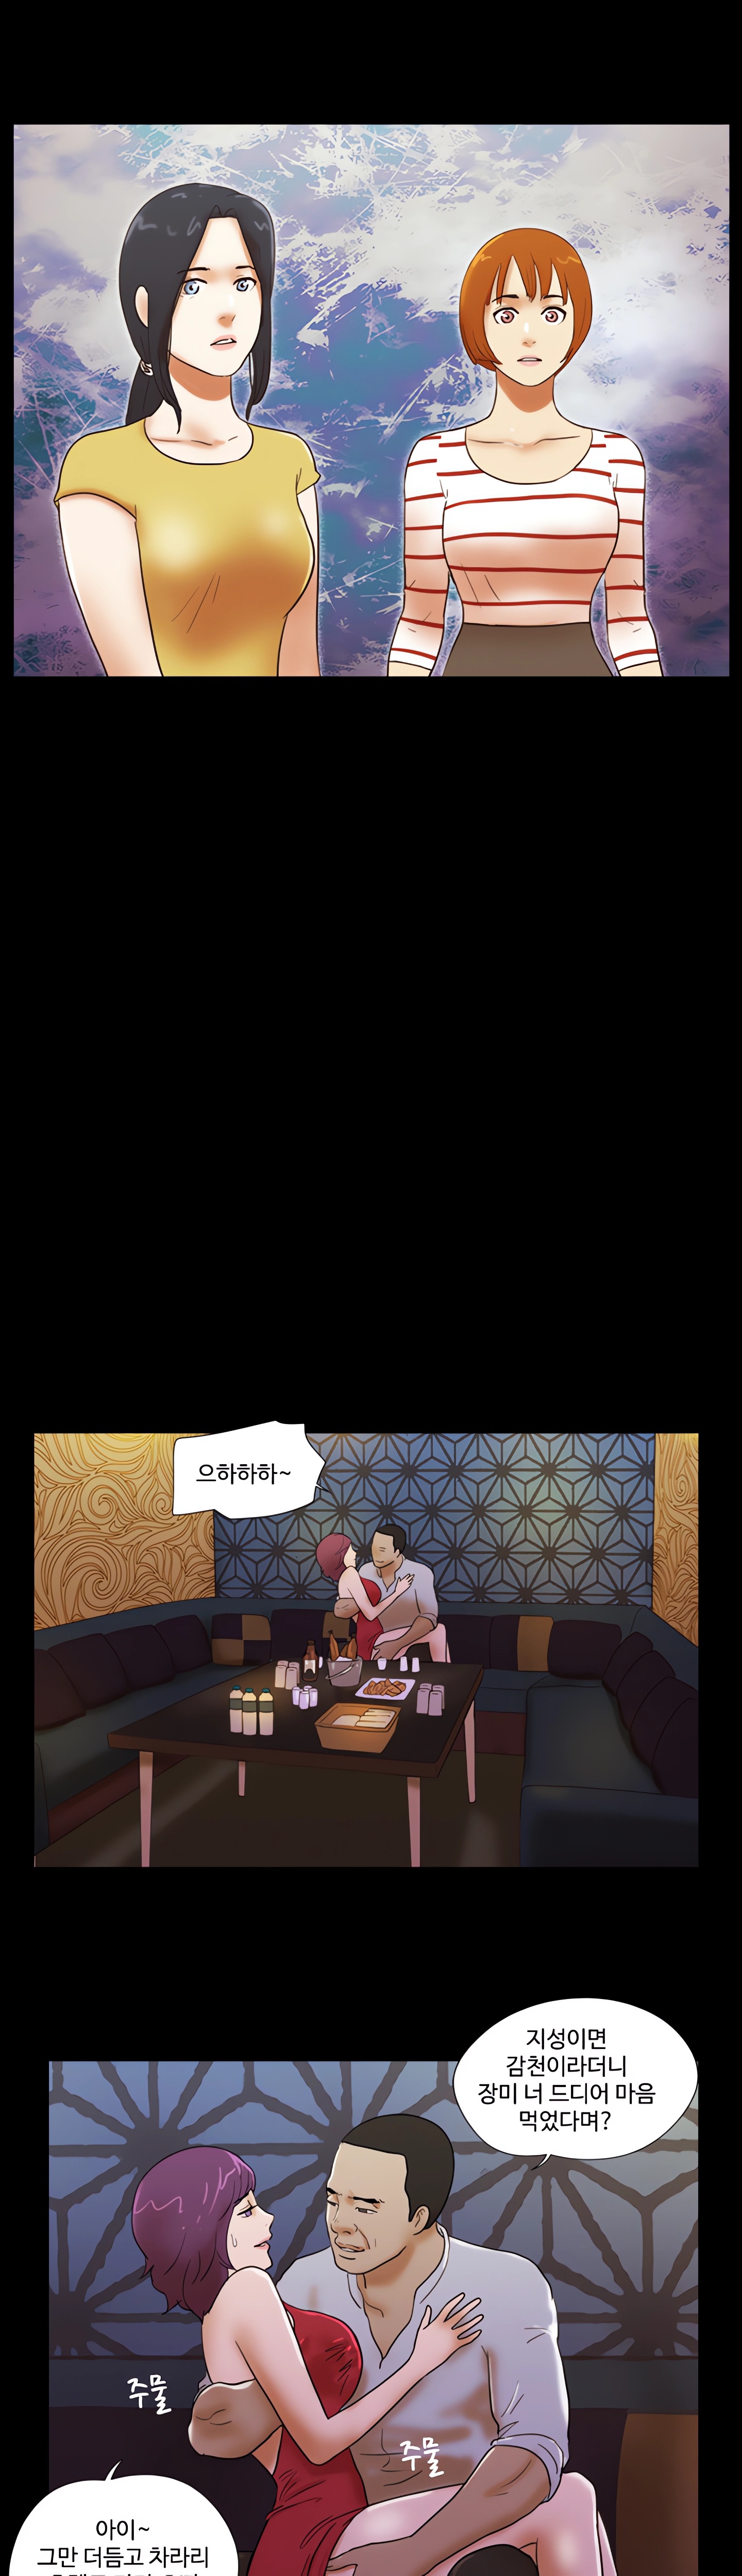 으하하하~
지성이면
감천이라더니
장미 너 드디어 마음
먹었다며?
주물
주물
아이~
그만 더듬고 차라리